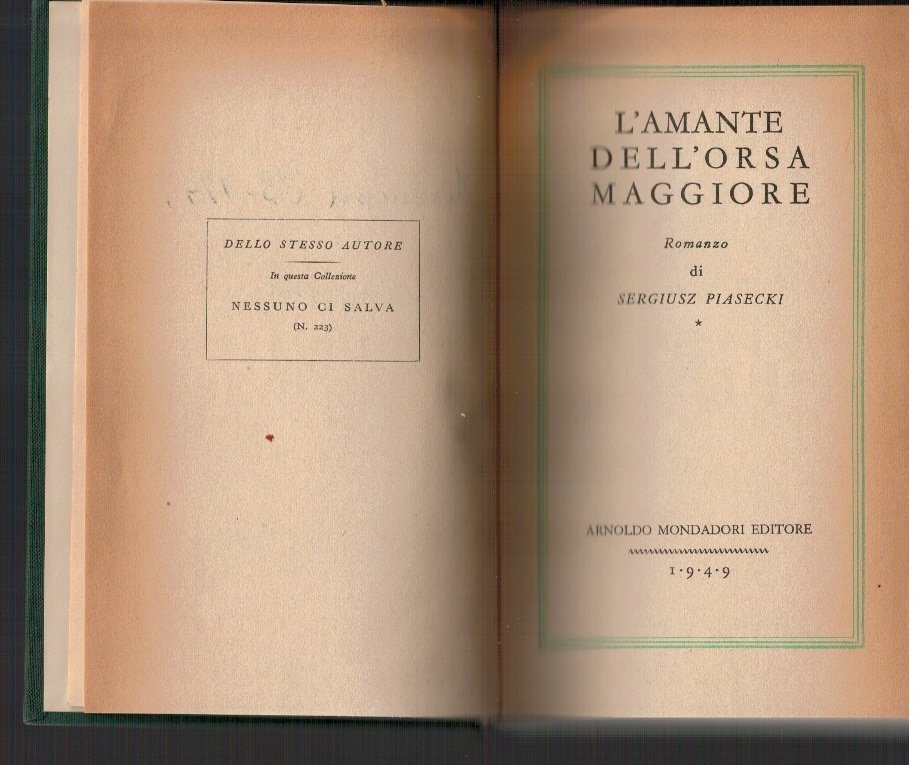 DELLO STESSO AUTORE
In questa Collezione
NESSUNO CI SALVA
(N. 223)
L'AMANTE
DELL'ORSA
MAGGIORE
Romanzo
di
SERGIUSZ PIASECKI
*
ARNOLDO MONDADORI EDITORE
1·9·4·9